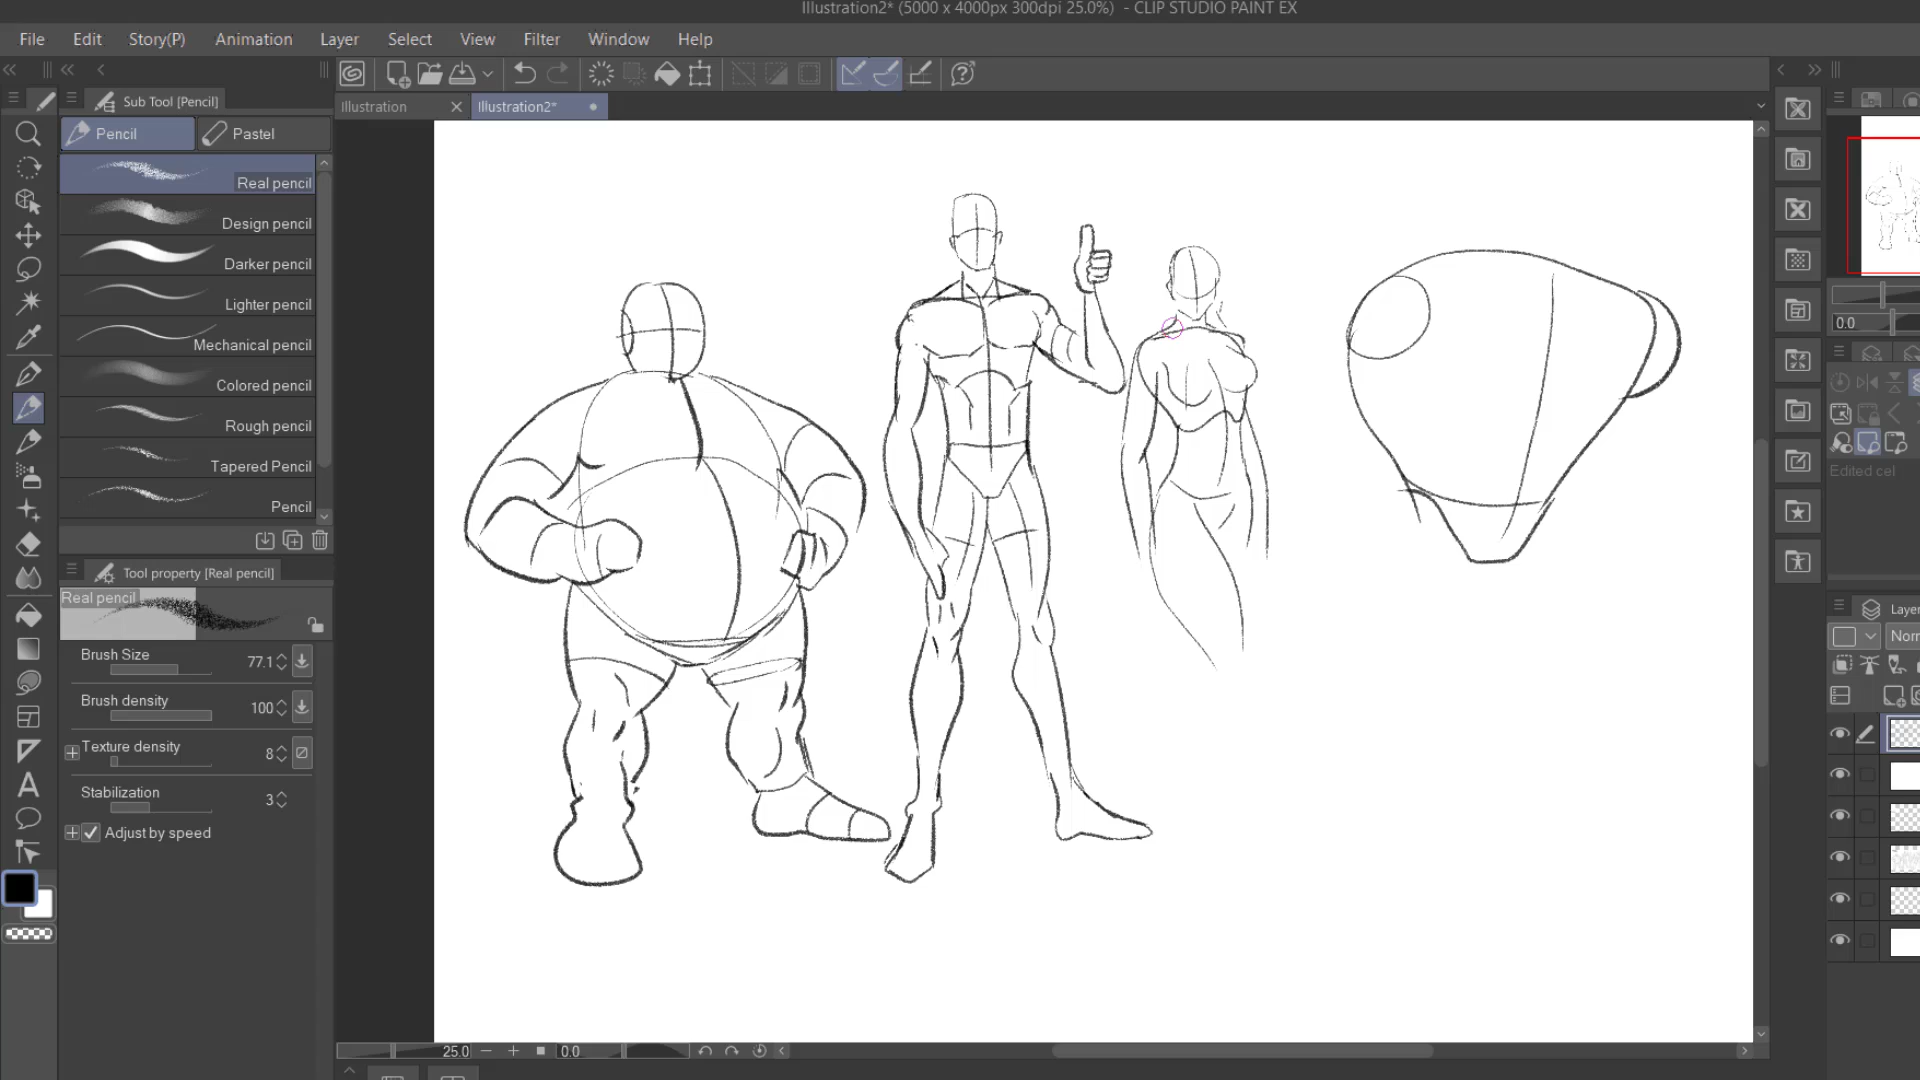 Illustration2* (5000 x 4000px 300dpi 25.0%) - CLIP STUDIO PAINT EX
File Edit Story(P) Animation Layer Select View Filter Window Help
Sub Tool [Pencil]
Illustration
Illustration2*
Pencil
Pastel
Real pencil
Design pencil
Darker pencil
Lighter pencil
Mechanical pencil
Colored pencil
Rough pencil
Tapered Pencil
Pencil
Tool property [Real pencil]
Real pencil
Brush Size 77.1
Brush density 100
Texture density 8
Stabilization 3
Adjust by speed
25.0
0.0
0.0
Edited cel
Layer
Norr